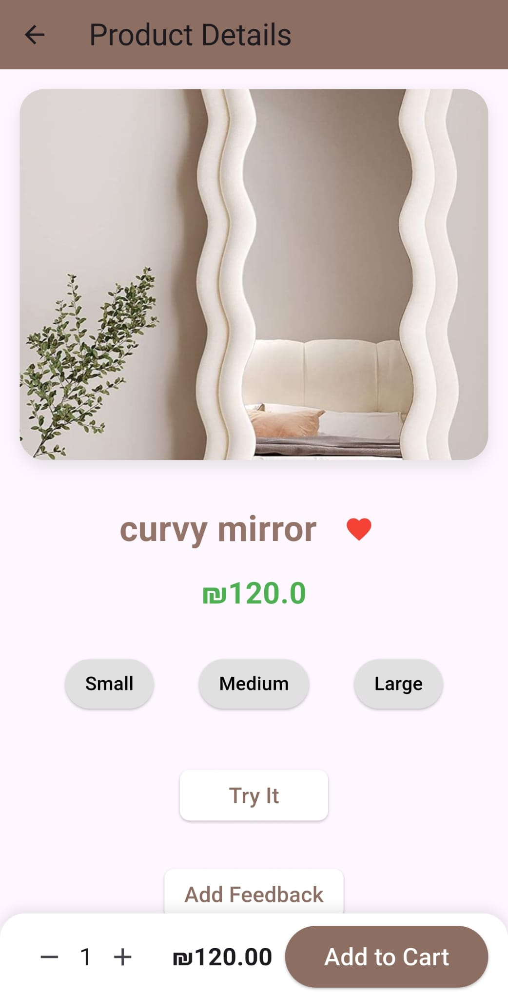 Product Details
curvy mirror
₪120.0
Small Medium Large
Try It
Add Feedback
1 ₪120.00 Add to Cart